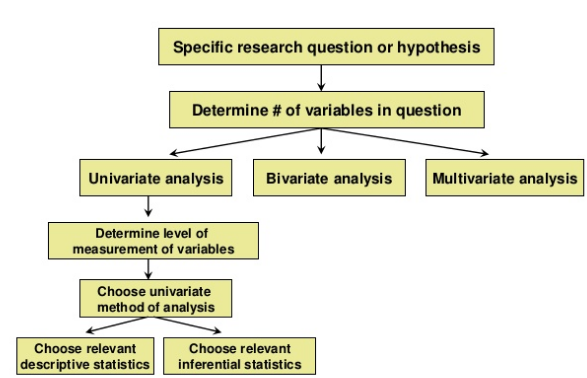 Specific research question or hypothesis
Determine # of variables in question
Univariate analysis
Bivariate analysis
Multivariate analysis
Determine level of
measurement of variables
Choose univariate
method of analysis
Choose relevant
descriptive statistics
Choose relevant
inferential statistics